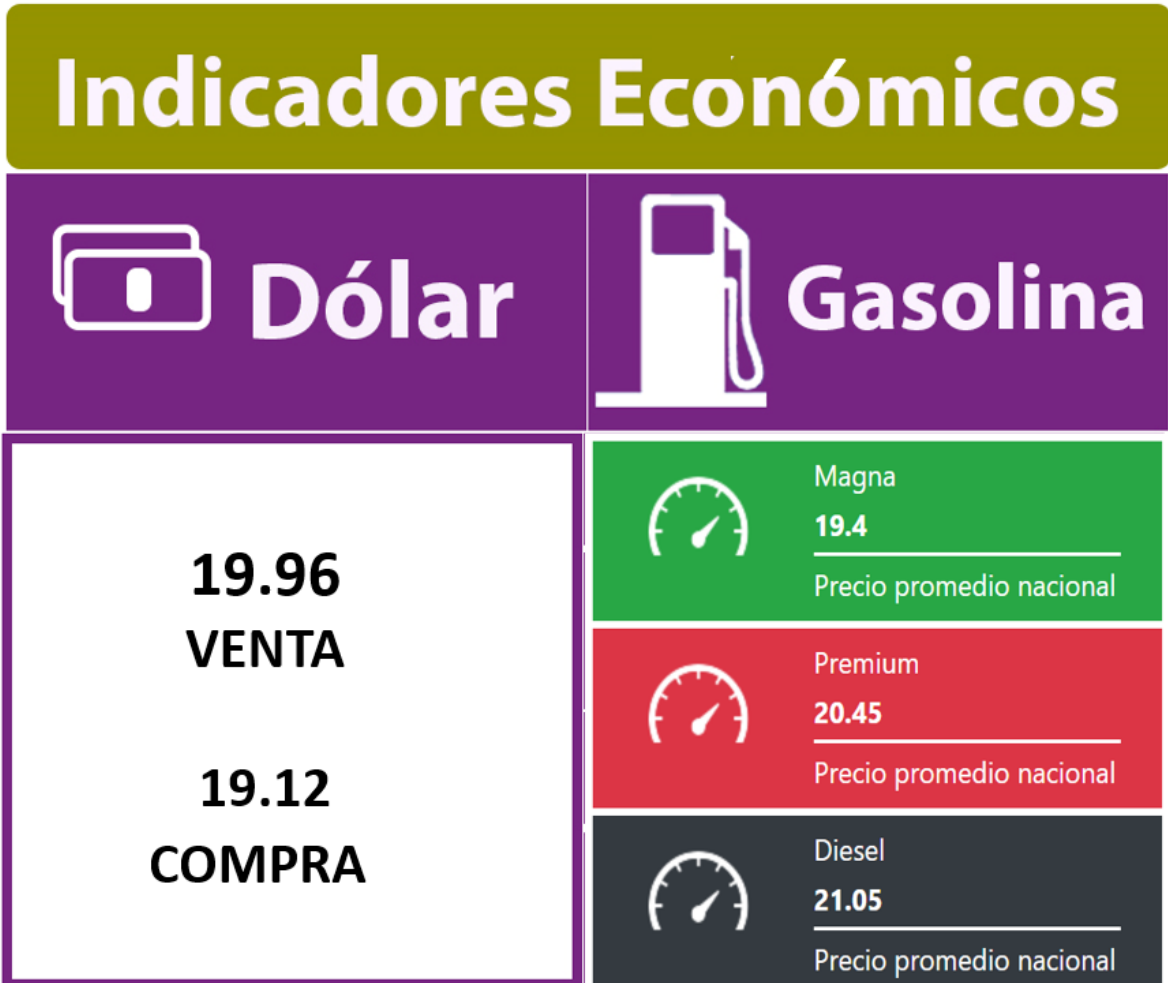 Indicadores Económicos
Dólar
Gasolina
19.96
VENTA
19.12
COMPRA
Magna
19.4
Precio promedio nacional
Premium
20.45
Precio promedio nacional
Diesel
21.05
Precio promedio nacional